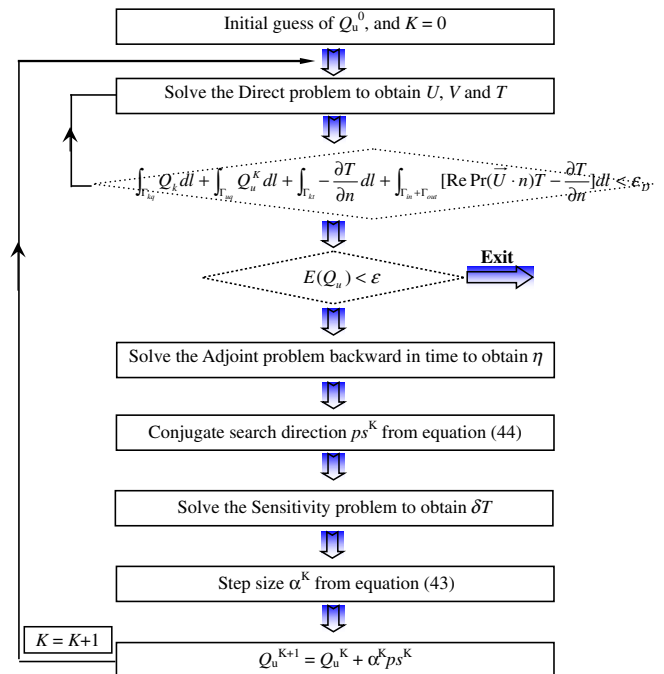 Initial guess of Q_u^0, and K = 0
Solve the Direct problem to obtain U, V and T
∫_{Γ_kq} Q_k dl + ∫_{Γ_uq} Q_u^K dl + ∫_{Γ_kt} −∂T/∂n dl + ∫_{Γ_in+Γ_out} [Re Pr(U⃗ · n)T − ∂T/∂n]dl < ε_D
E(Q_u) < ε
Exit
Solve the Adjoint problem backward in time to obtain η
Conjugate search direction ps^K from equation (44)
Solve the Sensitivity problem to obtain δT
Step size α^K from equation (43)
K = K+1
Q_u^{K+1} = Q_u^K + α^K ps^K